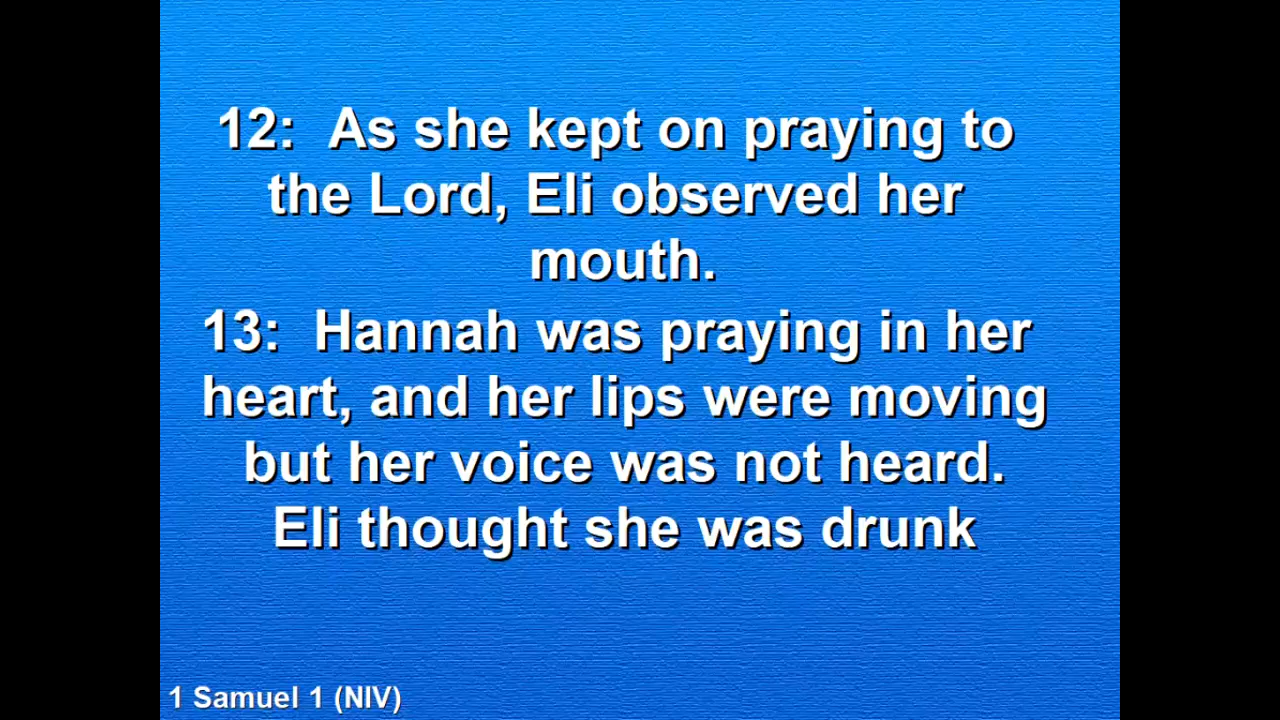 12:  As she kept on praying to
the Lord, Eli observed her
mouth.
13:  Hannah was praying in her
heart, and her lips were moving
but her voice was not heard.
Eli thought she was drunk
1 Samuel 1 (NIV)